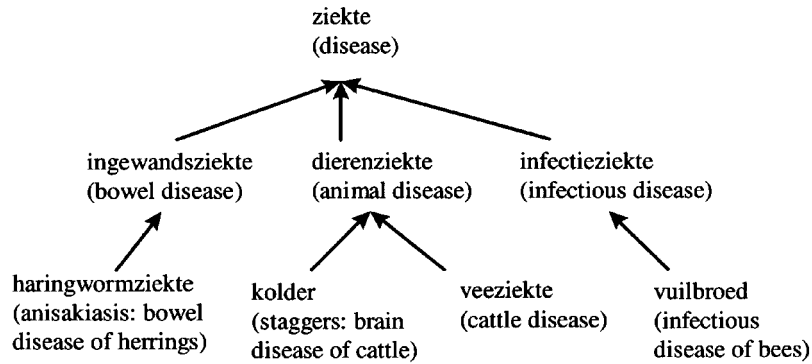 ziekte
(disease)
ingewandsziekte
(bowel disease)
dierenziekte
(animal disease)
infectieziekte
(infectious disease)
haringwormziekte
(anisakiasis: bowel
disease of herrings)
kolder
(staggers: brain
disease of cattle)
veeziekte
(cattle disease)
vuilbroed
(infectious
disease of bees)